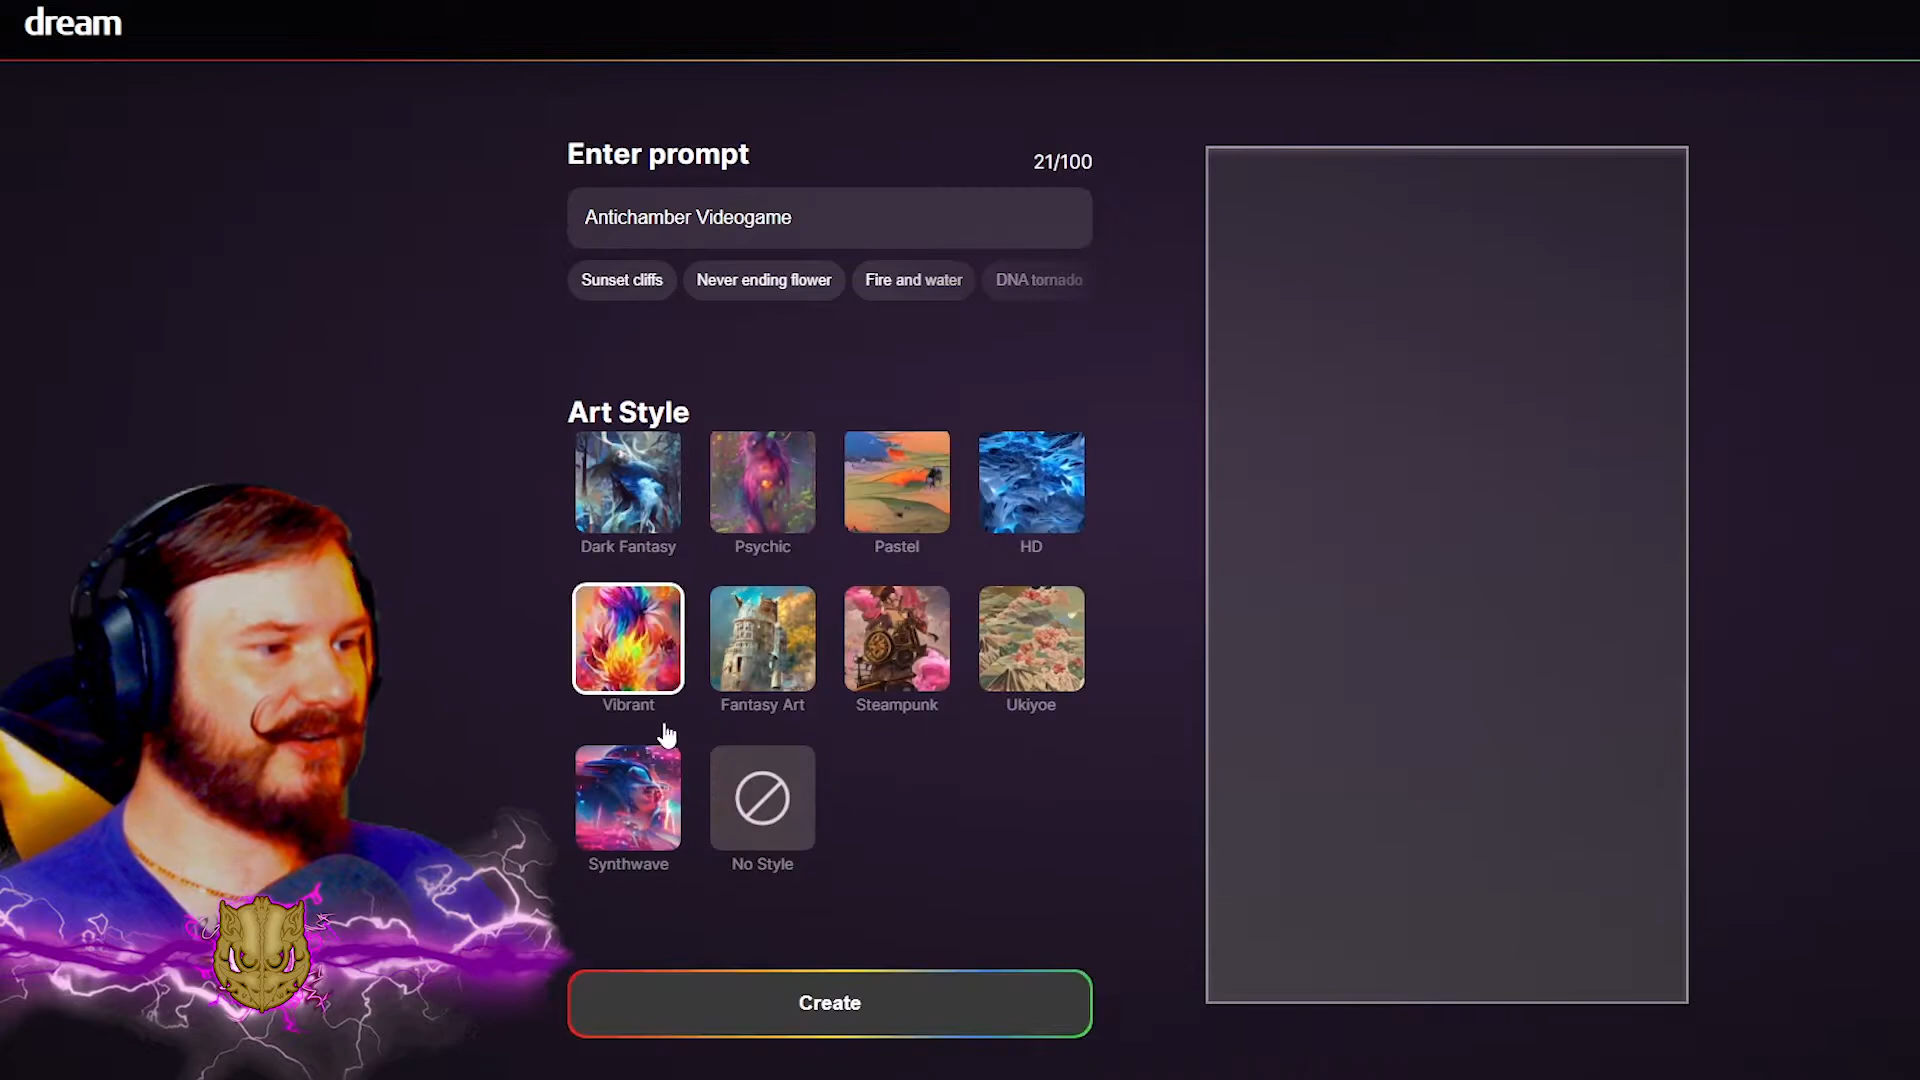 dream
Enter prompt
21/100
Antichamber Videogame
Sunset cliffs
Never ending flower
Fire and water
DNA tornado
Art Style
Dark Fantasy
Psychic
Pastel
HD
Vibrant
Fantasy Art
Steampunk
Ukiyoe
Synthwave
No Style
Create